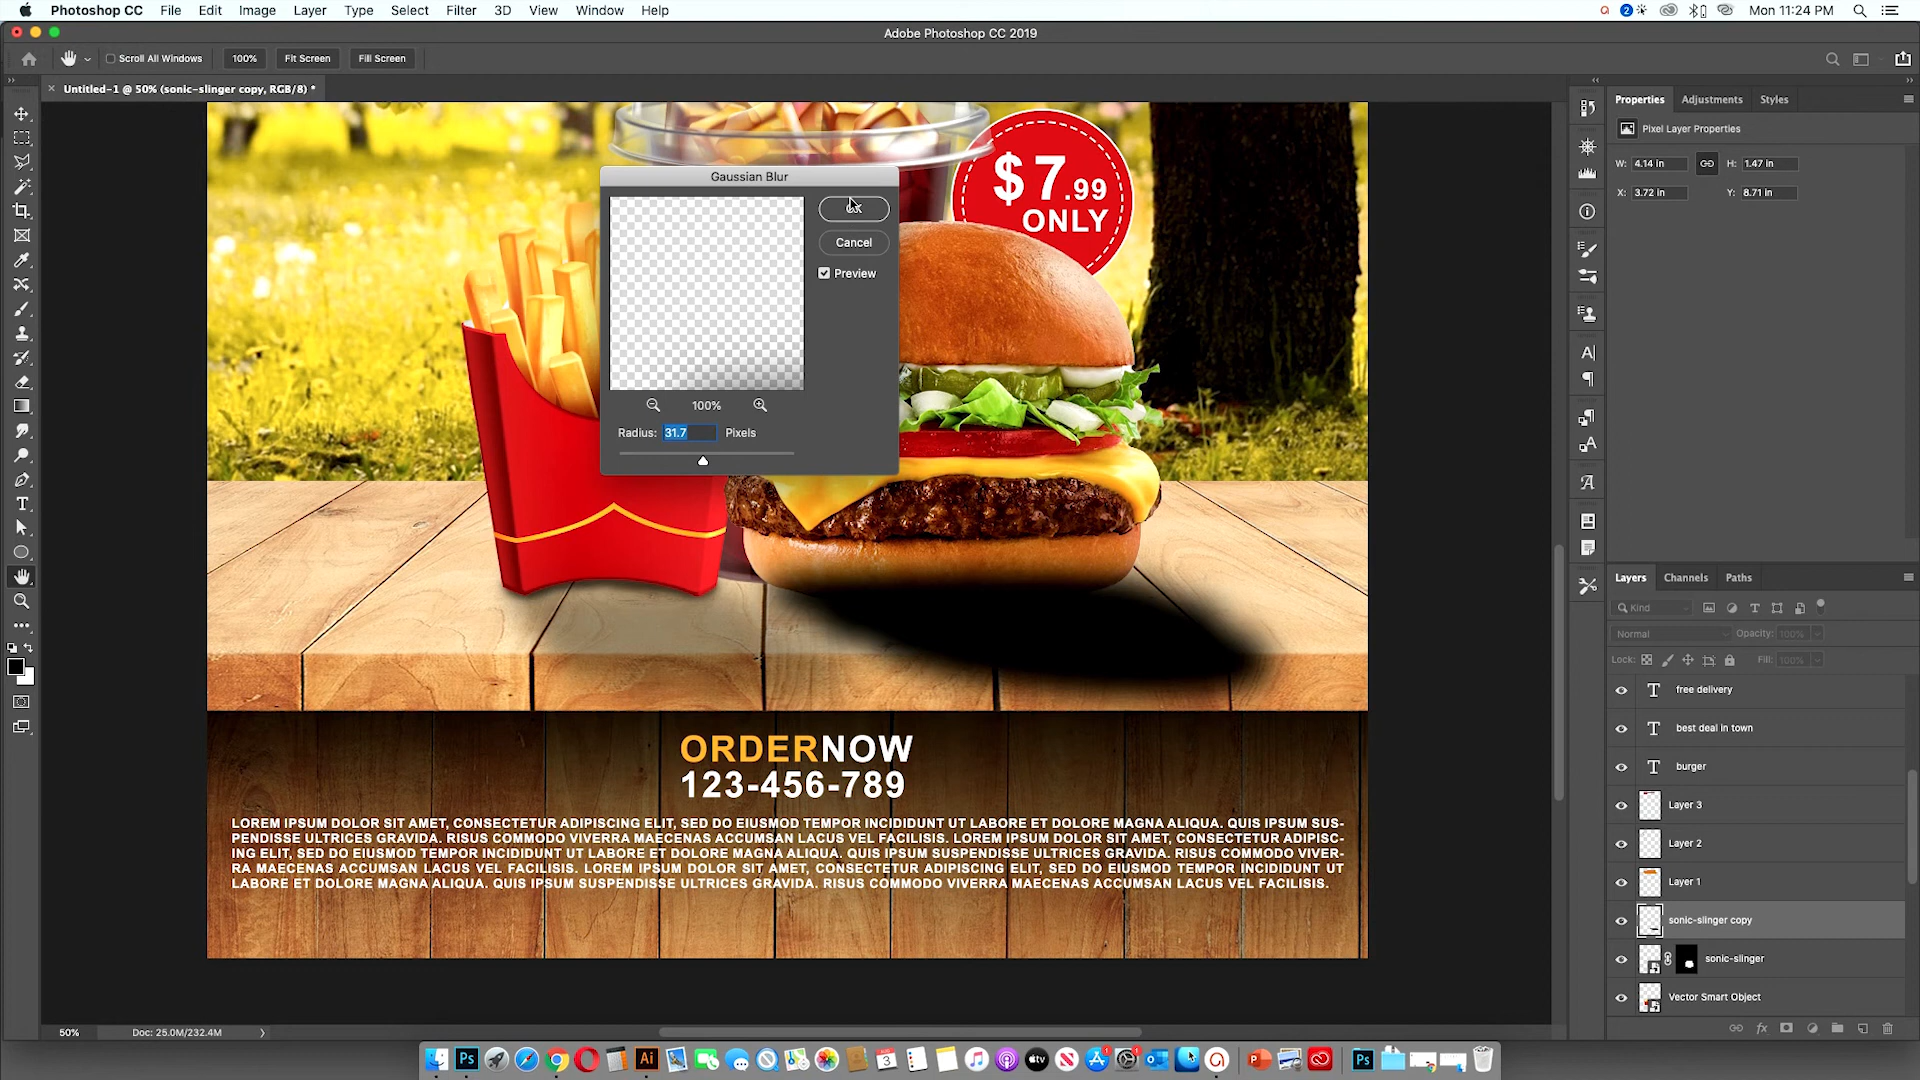 Photoshop CC File Edit Image Layer Type Select Filter 3D View Window Help
2 Mon 11:24 PM
Adobe Photoshop CC 2019
Scroll All Windows 100% Fit Screen Fill Screen
Untitled-1 @ 50% (sonic-slinger copy, RGB/8) *
Properties Adjustments Styles
Pixel Layer Properties
W: 4.14 in H: 1.47 in
X: 3.72 in Y: 8.71 in
$7.99
ONLY
Gaussian Blur
Cancel
Preview
100%
Radius: 31.7 Pixels
Layers Channels Paths
Kind
Normal Opacity: 100%
Lock: Fill: 100%
free delivery
best deal in town
burger
Layer 3
Layer 2
Layer 1
sonic-slinger copy
sonic-slinger
Vector Smart Object
ORDERNOW
123-456-789
LOREM IPSUM DOLOR SIT AMET, CONSECTETUR ADIPISCING ELIT, SED DO EIUSMOD TEMPOR INCIDIDUNT UT LABORE ET DOLORE MAGNA ALIQUA. QUIS IPSUM SUS-
PENDISSE ULTRICES GRAVIDA. RISUS COMMODO VIVERRA MAECENAS ACCUMSAN LACUS VEL FACILISIS. LOREM IPSUM DOLOR SIT AMET, CONSECTETUR ADIPISC-
ING ELIT, SED DO EIUSMOD TEMPOR INCIDIDUNT UT LABORE ET DOLORE MAGNA ALIQUA. QUIS IPSUM SUSPENDISSE ULTRICES GRAVIDA. RISUS COMMODO VIVER-
RA MAECENAS ACCUMSAN LACUS VEL FACILISIS. LOREM IPSUM DOLOR SIT AMET, CONSECTETUR ADIPISCING ELIT, SED DO EIUSMOD TEMPOR INCIDIDUNT UT
LABORE ET DOLORE MAGNA ALIQUA. QUIS IPSUM SUSPENDISSE ULTRICES GRAVIDA. RISUS COMMODO VIVERRA MAECENAS ACCUMSAN LACUS VEL FACILISIS.
50% Doc: 25.0M/232.4M
Ps Ai tv Ps